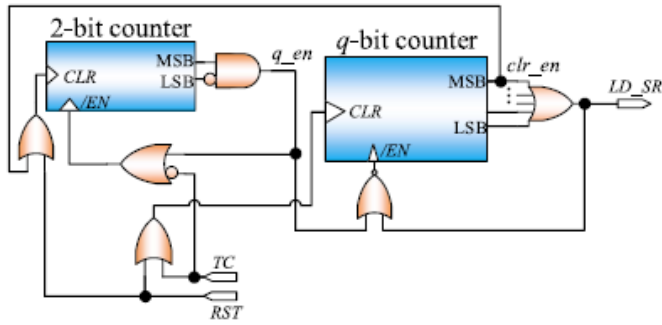 2-bit counter
MSB
LSB
CLR
/EN
q_en
q-bit counter
MSB
LSB
CLR
/EN
clr_en
LD_SR
TC
RST